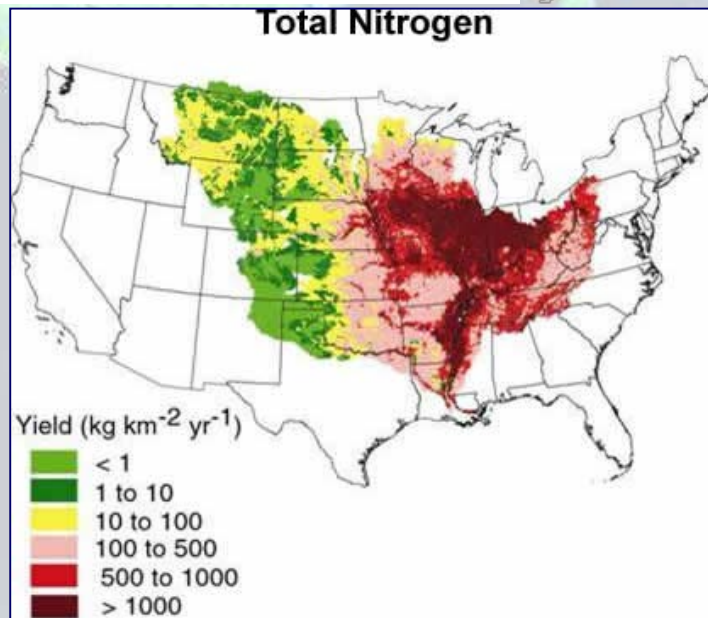 Total Nitrogen
Yield (kg km⁻² yr⁻¹)
< 1
1 to 10
10 to 100
100 to 500
500 to 1000
> 1000